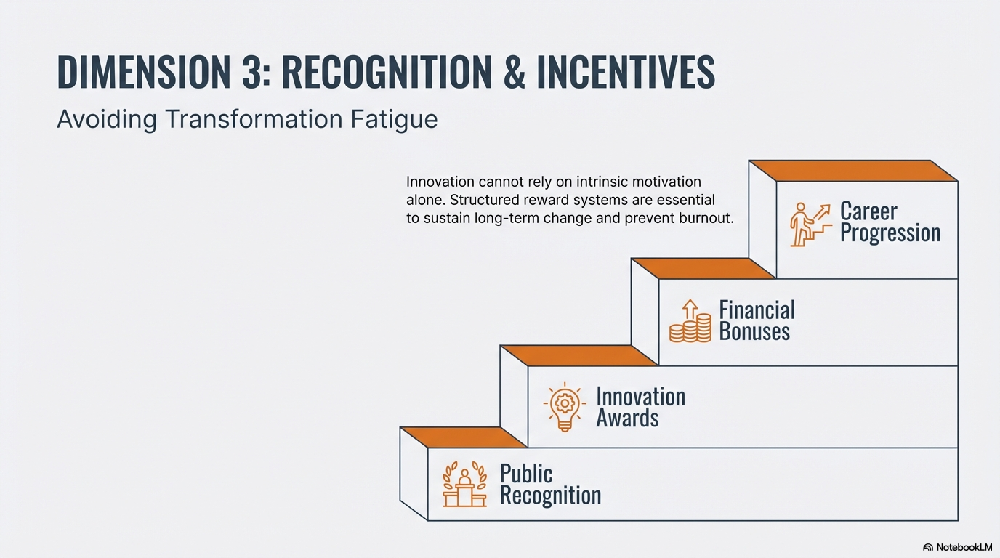 DIMENSION 3: RECOGNITION & INCENTIVES
Avoiding Transformation Fatigue
Innovation cannot rely on intrinsic motivation
alone. Structured reward systems are essential
to sustain long-term change and prevent burnout.
Career
Progression
Financial
Bonuses
Innovation
Awards
Public
Recognition
NotebookLM